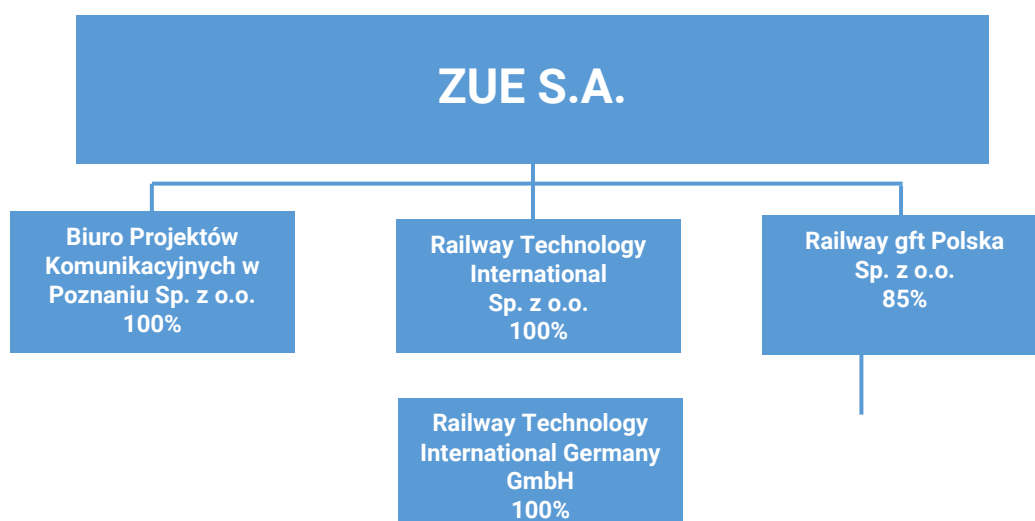 ZUE S.A.
Biuro Projektów
Komunikacyjnych w
Poznaniu Sp. z o.o.
100%
Railway Technology
International
Sp. z o.o.
100%
Railway gft Polska
Sp. z o.o.
85%
Railway Technology
International Germany
GmbH
100%